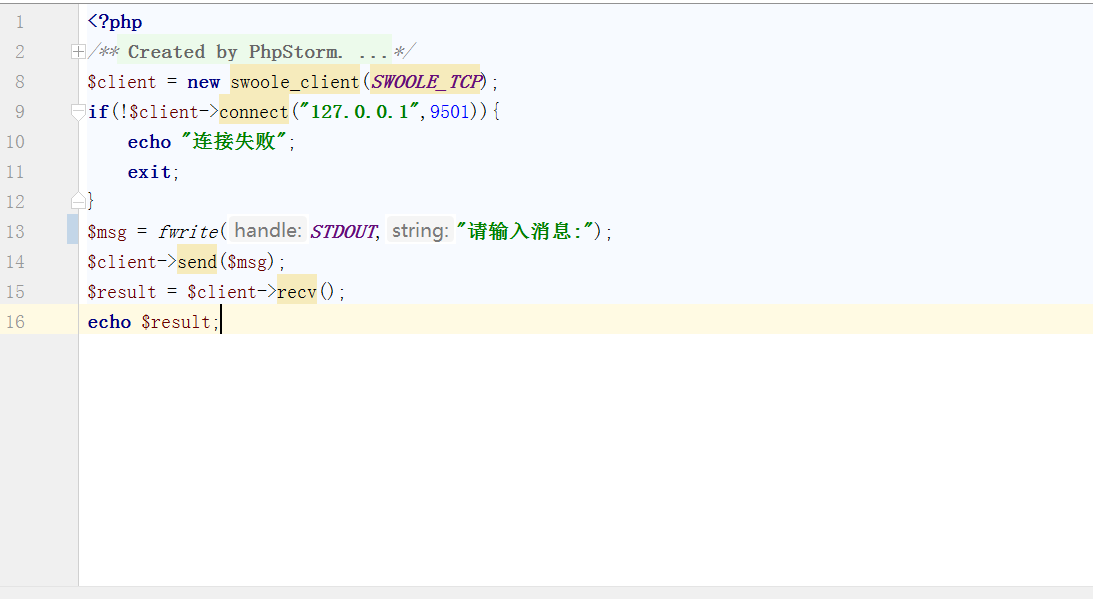 1 <?php
2 /** Created by PhpStorm. ...*/
8 $client = new swoole_client(SWOOLE_TCP);
9 if(!$client->connect("127.0.0.1",9501)){
10 echo "连接失败";
11 exit;
12 }
13 $msg = fwrite( handle: STDOUT, string: "请输入消息:");
14 $client->send($msg);
15 $result = $client->recv();
16 echo $result;